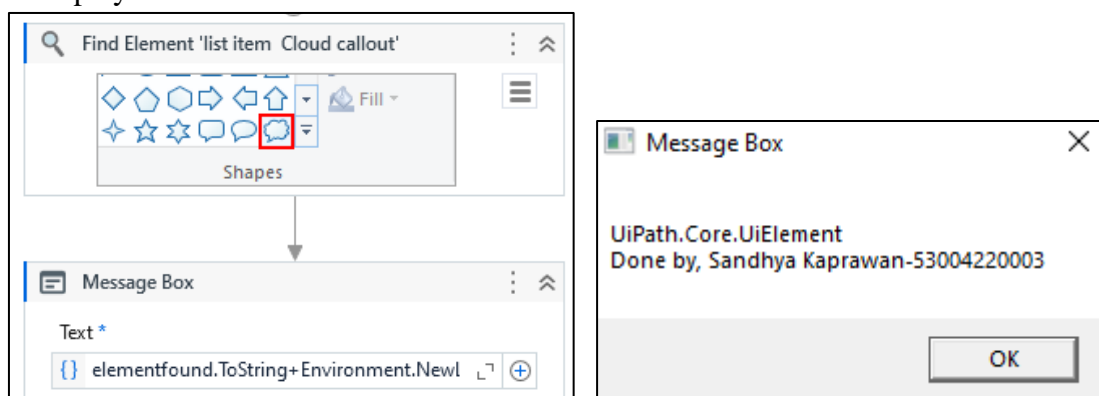 Find Element 'list item Cloud callout'
Fill
Shapes
Message Box
Text *
{} elementfound.ToString+Environment.Newl
Message Box
UiPath.Core.UiElement
Done by, Sandhya Kaprawan-53004220003
OK